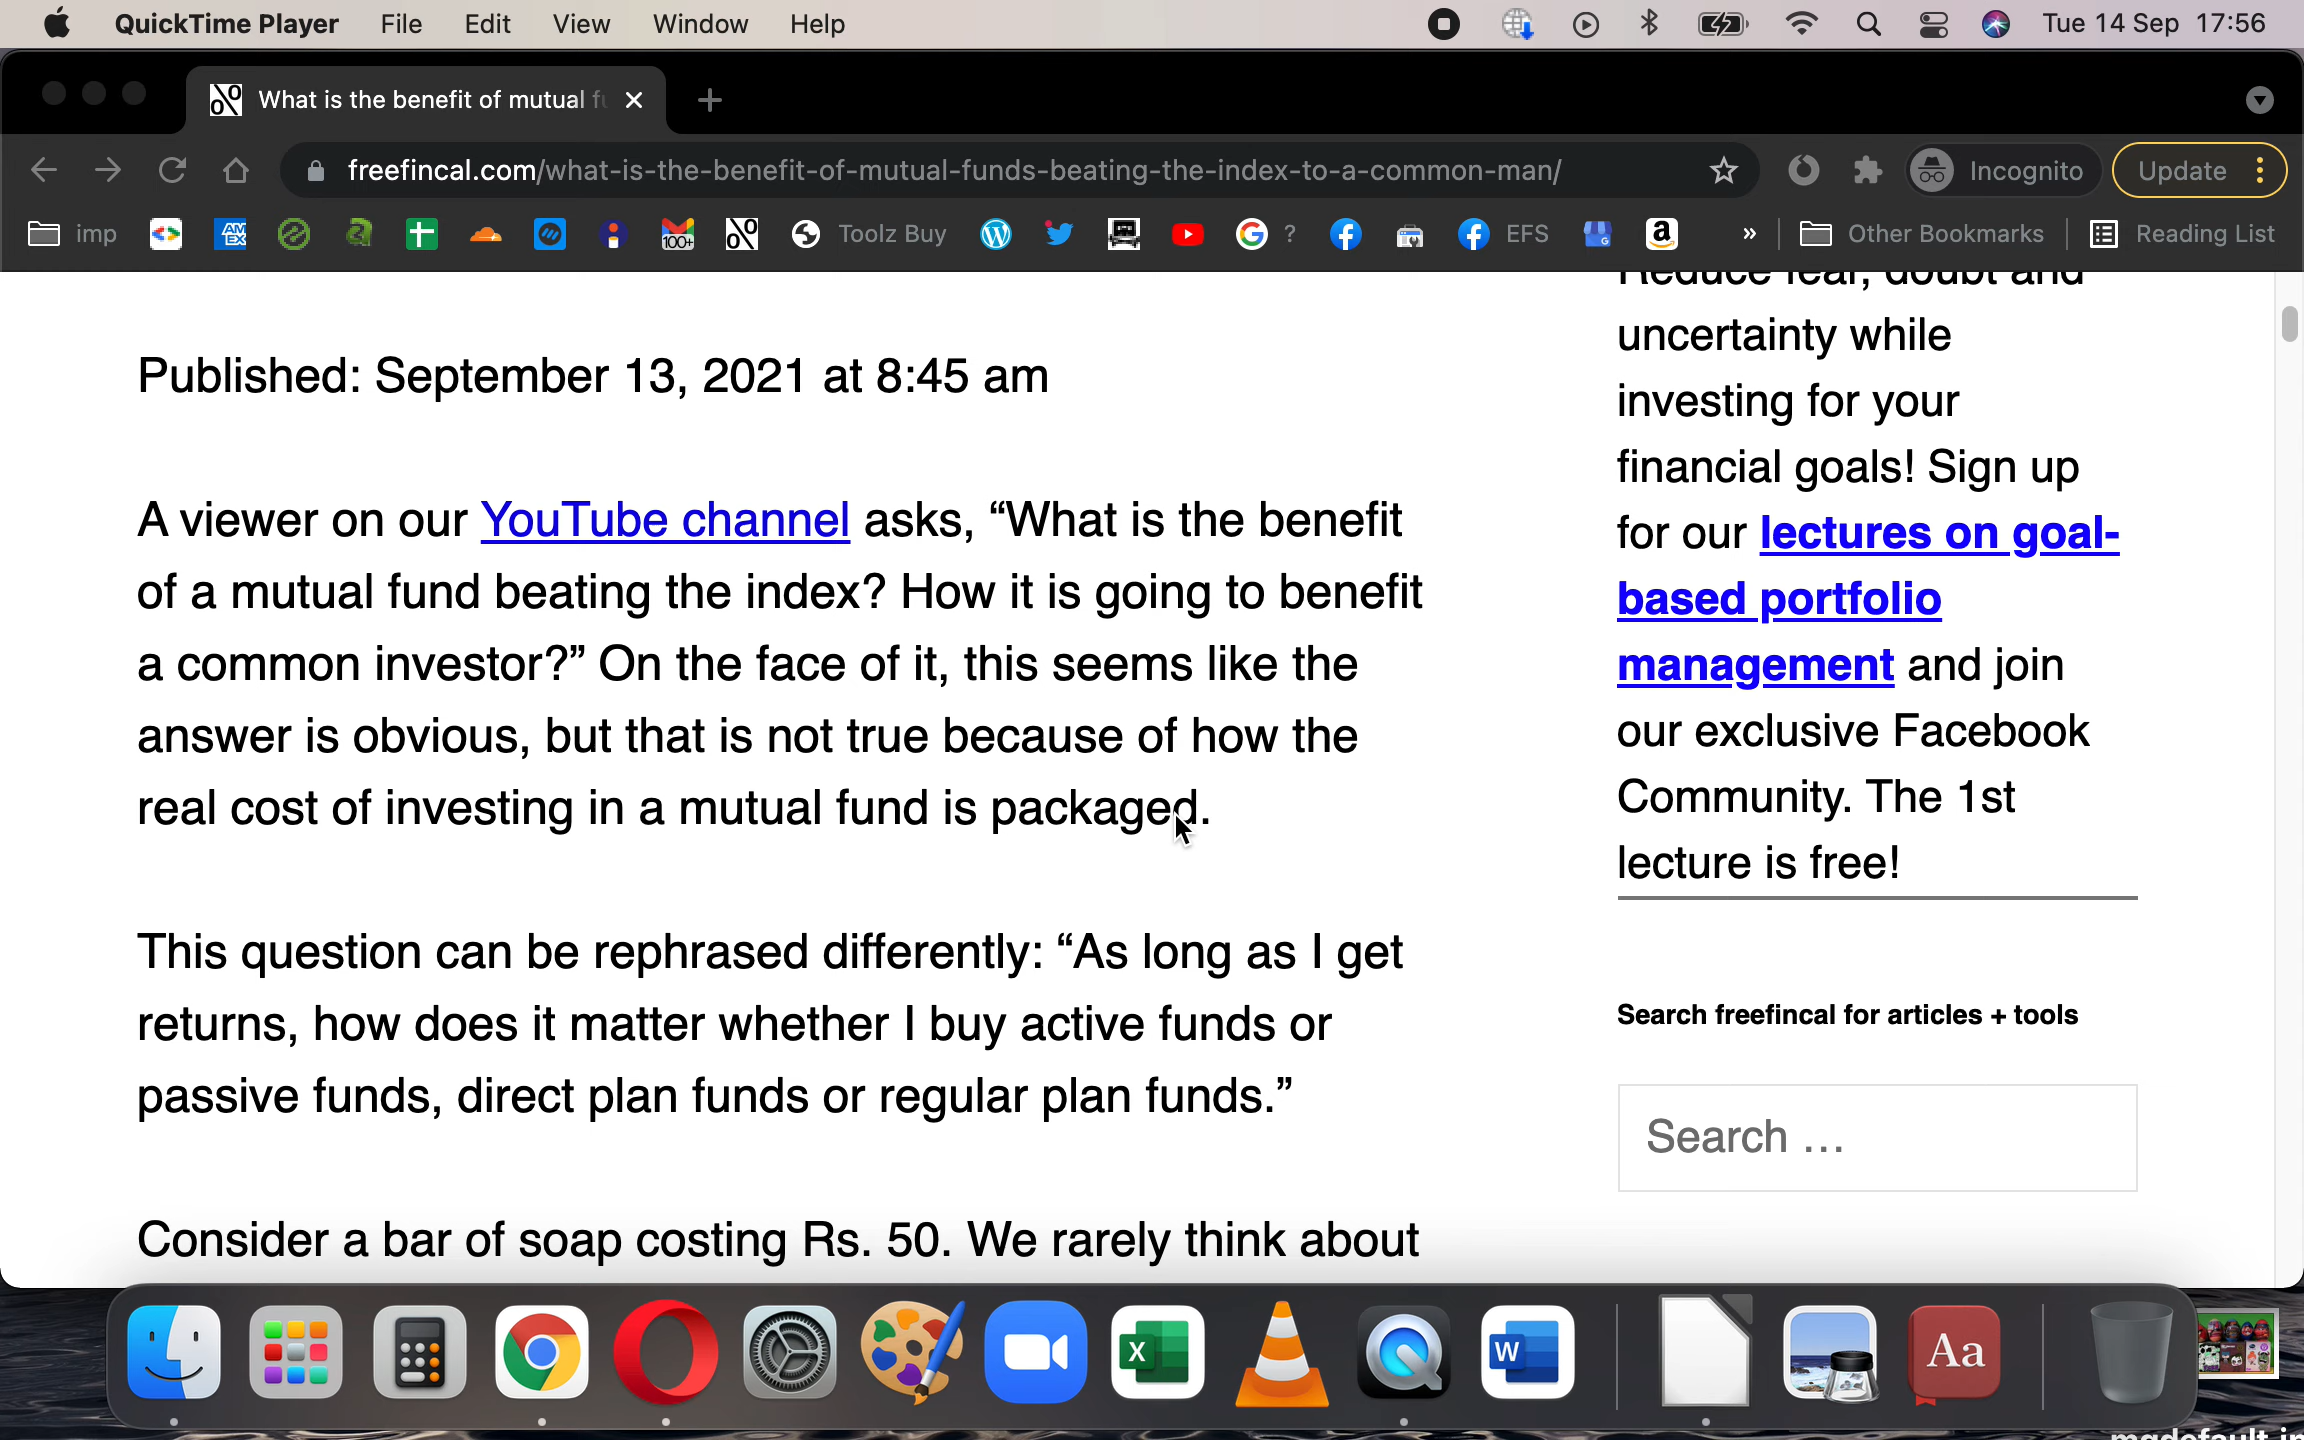 QuickTime Player File Edit View Window Help Tue 14 Sep 17:56
What is the benefit of mutual fu
freefincal.com/what-is-the-benefit-of-mutual-funds-beating-the-index-to-a-common-man/ Incognito Update
imp AM EX 100+ Toolz Buy ? EFS » Other Bookmarks Reading List
Published: September 13, 2021 at 8:45 am
A viewer on our YouTube channel asks, “What is the benefit
of a mutual fund beating the index? How it is going to benefit
a common investor?” On the face of it, this seems like the
answer is obvious, but that is not true because of how the
real cost of investing in a mutual fund is packaged.
This question can be rephrased differently: “As long as I get
returns, how does it matter whether I buy active funds or
passive funds, direct plan funds or regular plan funds.”
Consider a bar of soap costing Rs. 50. We rarely think about
Reduce fear, doubt and
uncertainty while
investing for your
financial goals! Sign up
for our lectures on goal-
based portfolio
management and join
our exclusive Facebook
Community. The 1st
lecture is free!
Search freefincal for articles + tools
Search …
X W Aa